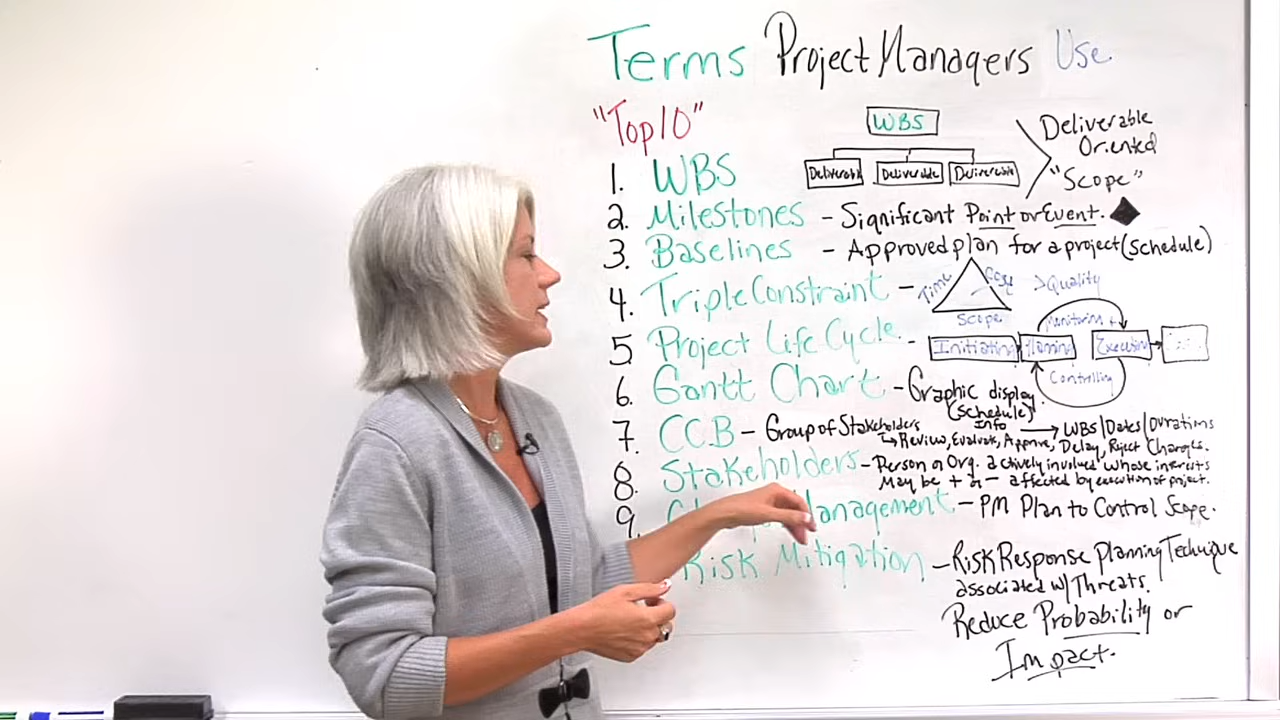 Terms Project Managers Use
"Top 10"
WBS
Deliverable Deliverable Deliverable
Deliverable
Oriented
"Scope"
1. WBS
2. Milestones - Significant Point or Event.
3. Baselines - Approved plan for a project (schedule)
4. Triple Constraint - Time Scope > Quality
5. Project Life Cycle - Initiating Planning Executing
Monitoring +
Controlling
6. Gantt Chart - Graphic display
(schedule)
Info → WBS/Dates/Durations
7. CCB - Group of Stakeholders
Review, Evaluate, Approve, Delay, Reject Changes.
8. Stakeholders - Person or Org. actively involved whose interests
May be + or - affected by execution of project.
9. Management - PM Plan to Control Scope.
Risk Mitigation - Risk Response Planning Technique
associated w/ Threats.
Reduce Probability or
Impact.